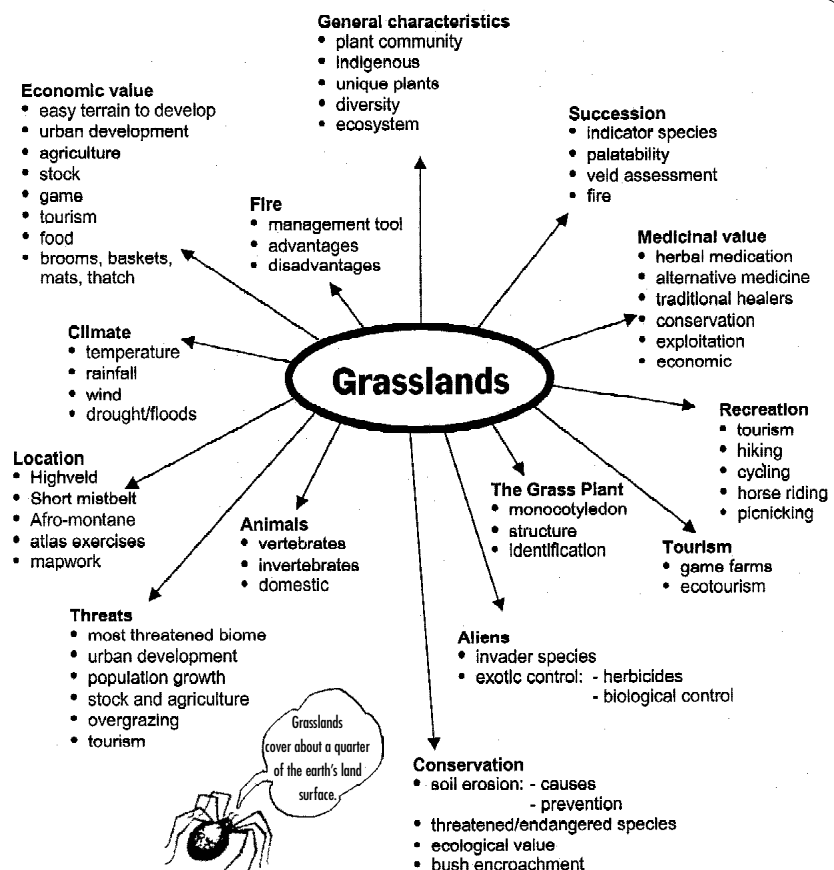 General characteristics
• plant community
• indigenous
• unique plants
• diversity
• ecosystem
Economic value
• easy terrain to develop
• urban development
• agriculture
• stock
• game
• tourism
• food
• brooms, baskets,
mats, thatch
Succession
• indicator species
• palatability
• veld assessment
• fire
Fire
• management tool
• advantages
• disadvantages
Medicinal value
• herbal medication
• alternative medicine
• traditional healers
• conservation
• exploitation
• economic
Climate
• temperature
• rainfall
• wind
• drought/floods
Grasslands
Recreation
• tourism
• hiking
• cycling
• horse riding
• picnicking
Location
• Highveld
• Short mistbelt
• Afro-montane
• atlas exercises
• mapwork
The Grass Plant
• monocotyledon
• structure
• identification
Animals
• vertebrates
• invertebrates
• domestic
Tourism
• game farms
• ecotourism
Threats
• most threatened biome
• urban development
• population growth
• stock and agriculture
• overgrazing
• tourism
Aliens
• invader species
• exotic control: - herbicides
- biological control
Grasslands
cover about a quarter
of the earth's land
surface.
Conservation
• soil erosion: - causes
- prevention
• threatened/endangered species
• ecological value
• bush encroachment